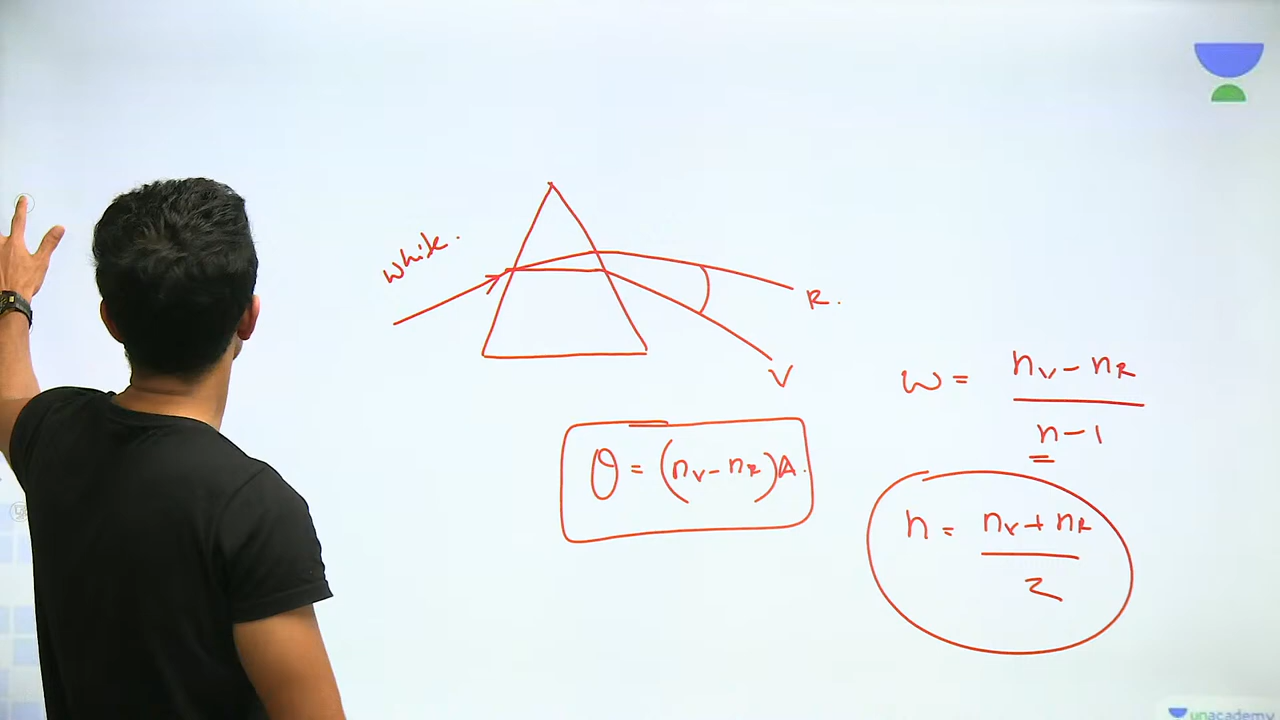 white.
R.
V
θ = (nV - nR)A.
ω = nV - nR / n - 1
n = nV + nR / 2
unacademy